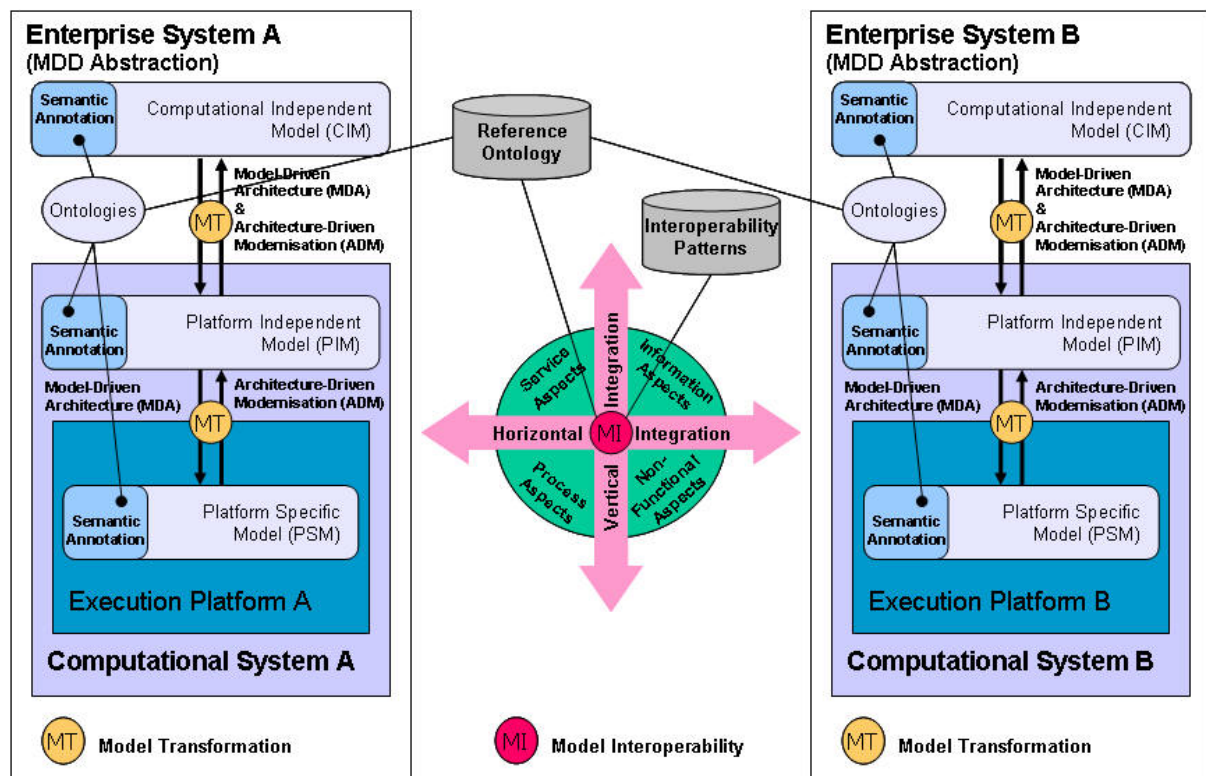 Enterprise System A
(MDD Abstraction)
Semantic
Annotation
Computational Independent
Model (CIM)
Ontologies
MT
Model-Driven
Architecture (MDA)
&
Architecture-Driven
Modernisation (ADM)
Semantic
Annotation
Platform Independent
Model (PIM)
Model-Driven
Architecture (MDA)
MT
Architecture-Driven
Modernisation (ADM)
Semantic
Annotation
Platform Specific
Model (PSM)
Execution Platform A
Computational System A
MT
Model Transformation
Reference
Ontology
Interoperability
Patterns
Service
Aspects
Integration
Information
Aspects
Horizontal
MI
Integration
Process
Aspects
Vertical
Non-
Functional
Aspects
MI
Model Interoperability
Enterprise System B
(MDD Abstraction)
Semantic
Annotation
Computational Independent
Model (CIM)
Ontologies
MT
Model-Driven
Architecture (MDA)
&
Architecture-Driven
Modernisation (ADM)
Semantic
Annotation
Platform Independent
Model (PIM)
Model-Driven
Architecture (MDA)
MT
Architecture-Driven
Modernisation (ADM)
Semantic
Annotation
Platform Specific
Model (PSM)
Execution Platform B
Computational System B
MT
Model Transformation